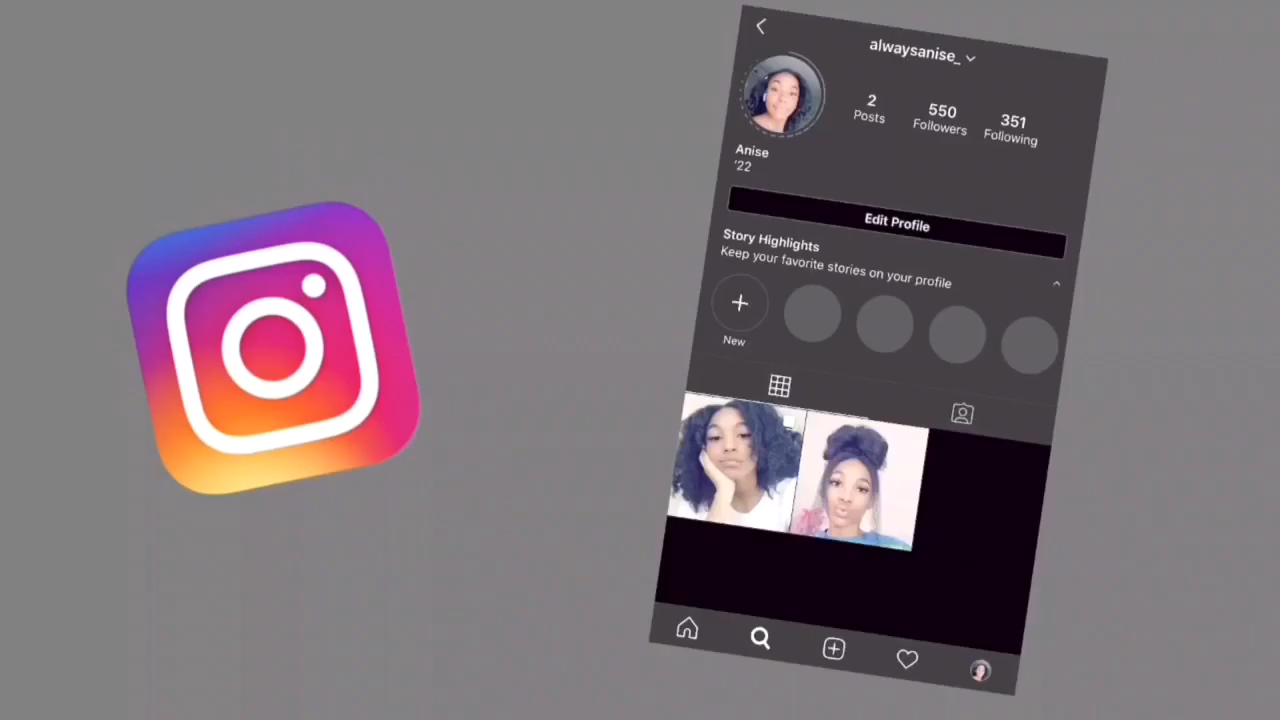 alwaysanise_
2
550
351
Posts
Followers
Following
Anise
'22
Edit Profile
Story Highlights
Keep your favorite stories on your profile
New